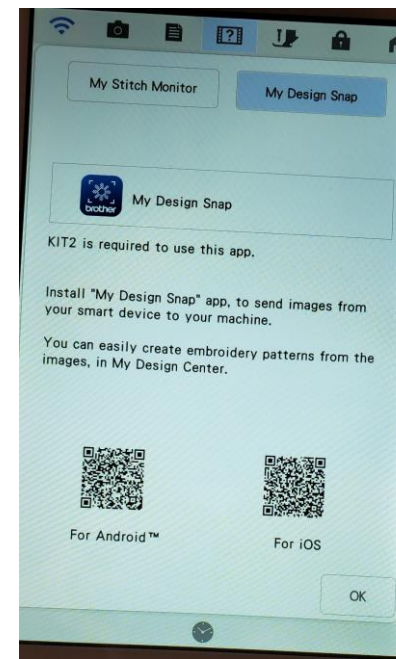 My Stitch Monitor
My Design Snap
brother
My Design Snap
KIT2 is required to use this app.
Install "My Design Snap" app, to send images from
your smart device to your machine.
You can easily create embroidery patterns from the
images, in My Design Center.
For Android™
For iOS
OK